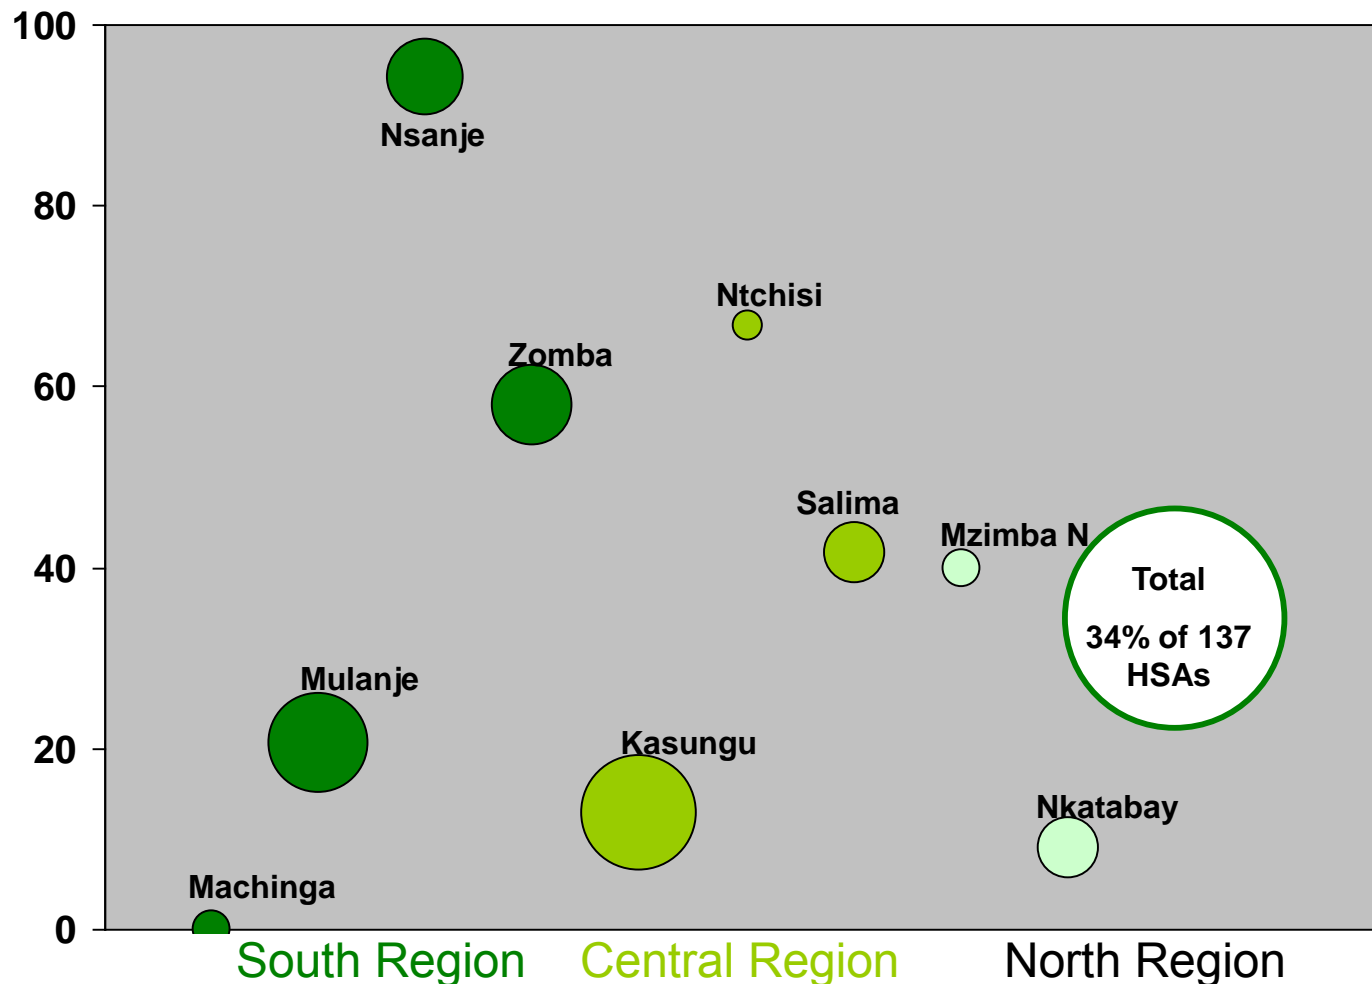 100
Nsanje
80
Ntchisi
Zomba
60
Salima
Mzimba N
40
Total
34% of 137
HSAs
Mulanje
20
Kasungu
Nkatabay
Machinga
0
South Region
Central Region
North Region